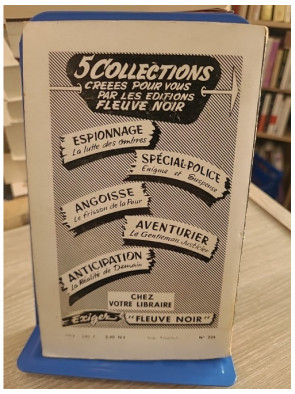 5 COLLECTIONS
CREEES POUR VOUS
PAR LES EDITIONS
FLEUVE NOIR
ESPIONNAGE
La lutte des Ombres
SPÉCIAL-POLICE
Enigme et Suspense
ANGOISSE
Le Frisson de la Peur
AVENTURIER
Le Gentleman Justicier
ANTICIPATION
La Réalité de Demain
CHEZ
VOTRE LIBRAIRE
Exigez "FLEUVE NOIR"